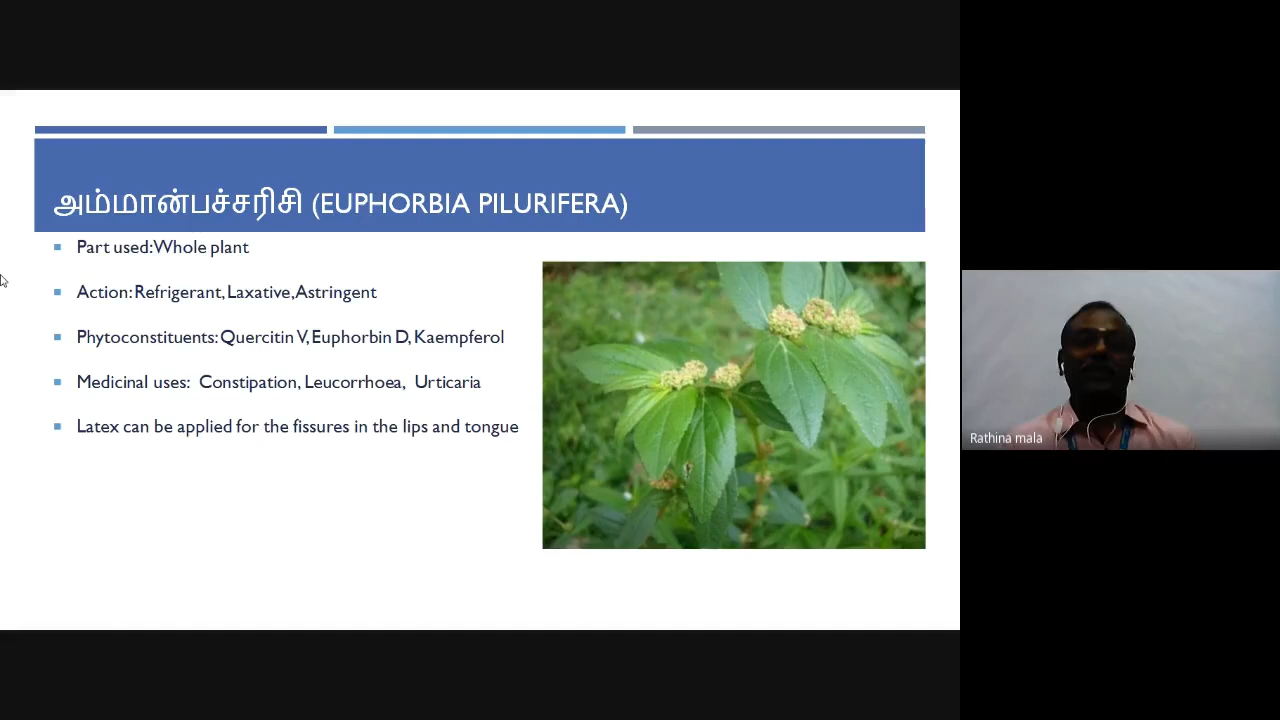 அம்மான்பச்சரிசி (EUPHORBIA PILURIFERA)
Part used: Whole plant
Action: Refrigerant, Laxative, Astringent
Phytoconstituents: Quercitin V, Euphorbin D, Kaempferol
Medicinal uses: Constipation, Leucorrhoea, Urticaria
Latex can be applied for the fissures in the lips and tongue
Rathina mala